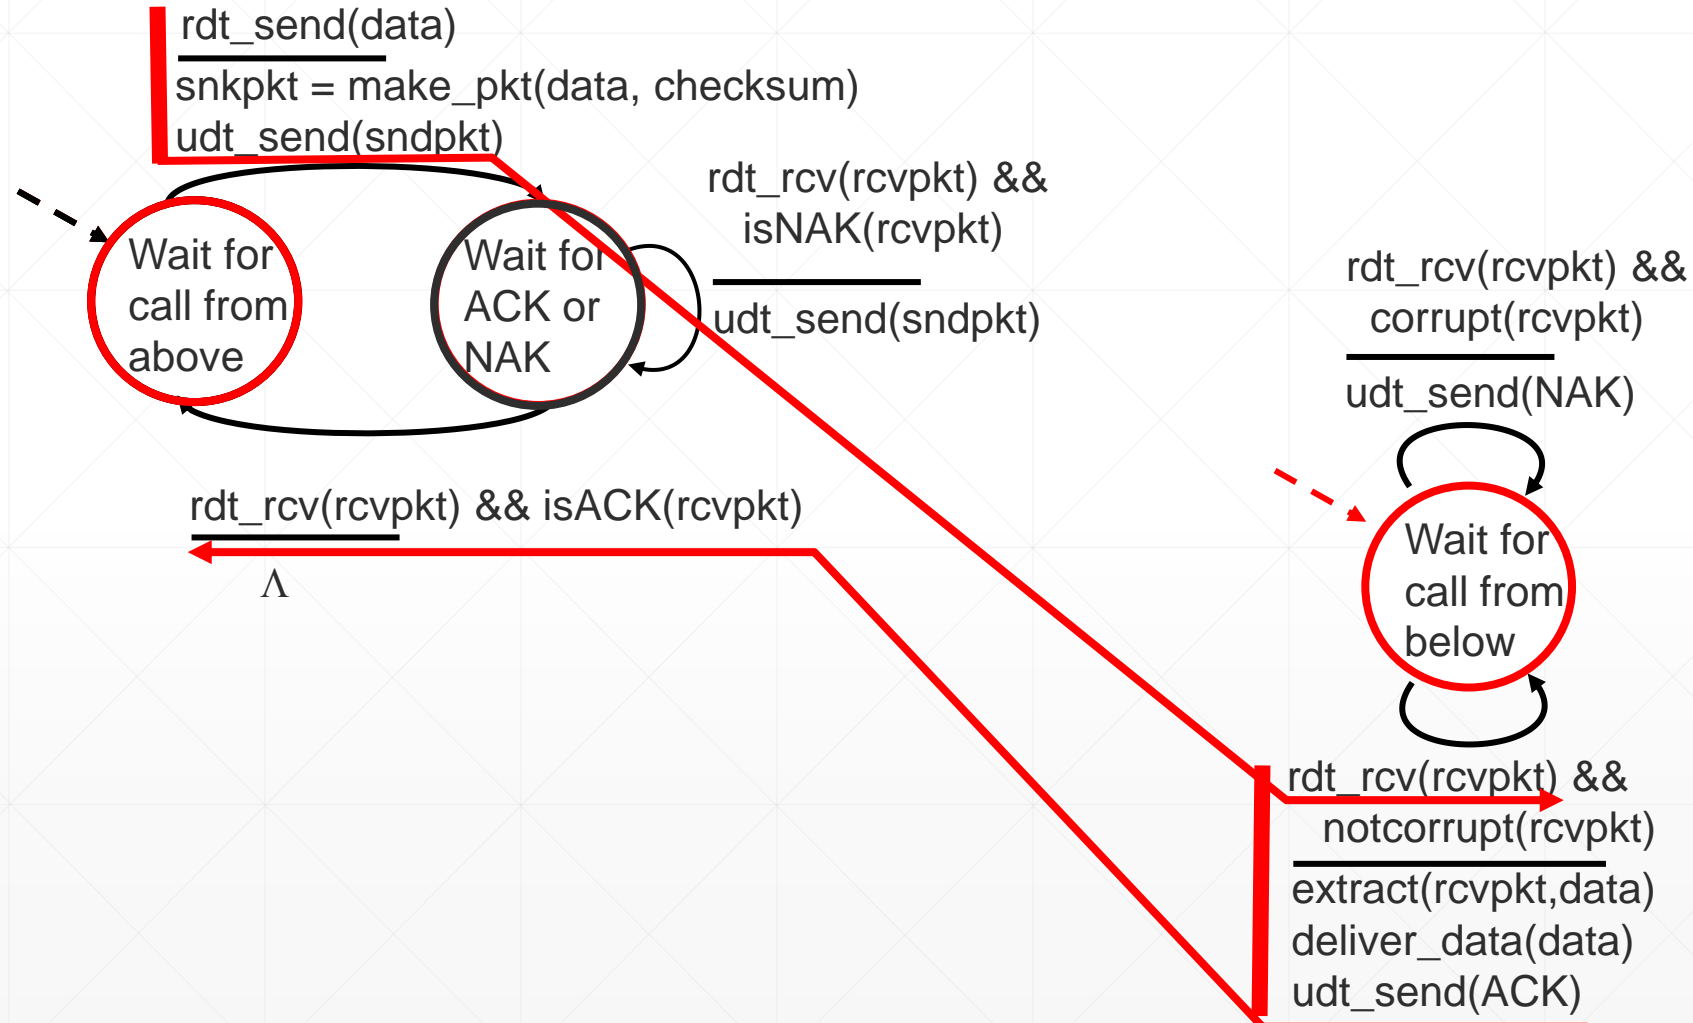 rdt_send(data)
snkpkt = make_pkt(data, checksum)
udt_send(sndpkt)
rdt_rcv(rcvpkt) &&
isNAK(rcvpkt)
udt_send(sndpkt)
Wait for
call from
above
Wait for
ACK or
NAK
rdt_rcv(rcvpkt) && isACK(rcvpkt)
Λ
rdt_rcv(rcvpkt) &&
corrupt(rcvpkt)
udt_send(NAK)
Wait for
call from
below
rdt_rcv(rcvpkt) &&
notcorrupt(rcvpkt)
extract(rcvpkt,data)
deliver_data(data)
udt_send(ACK)